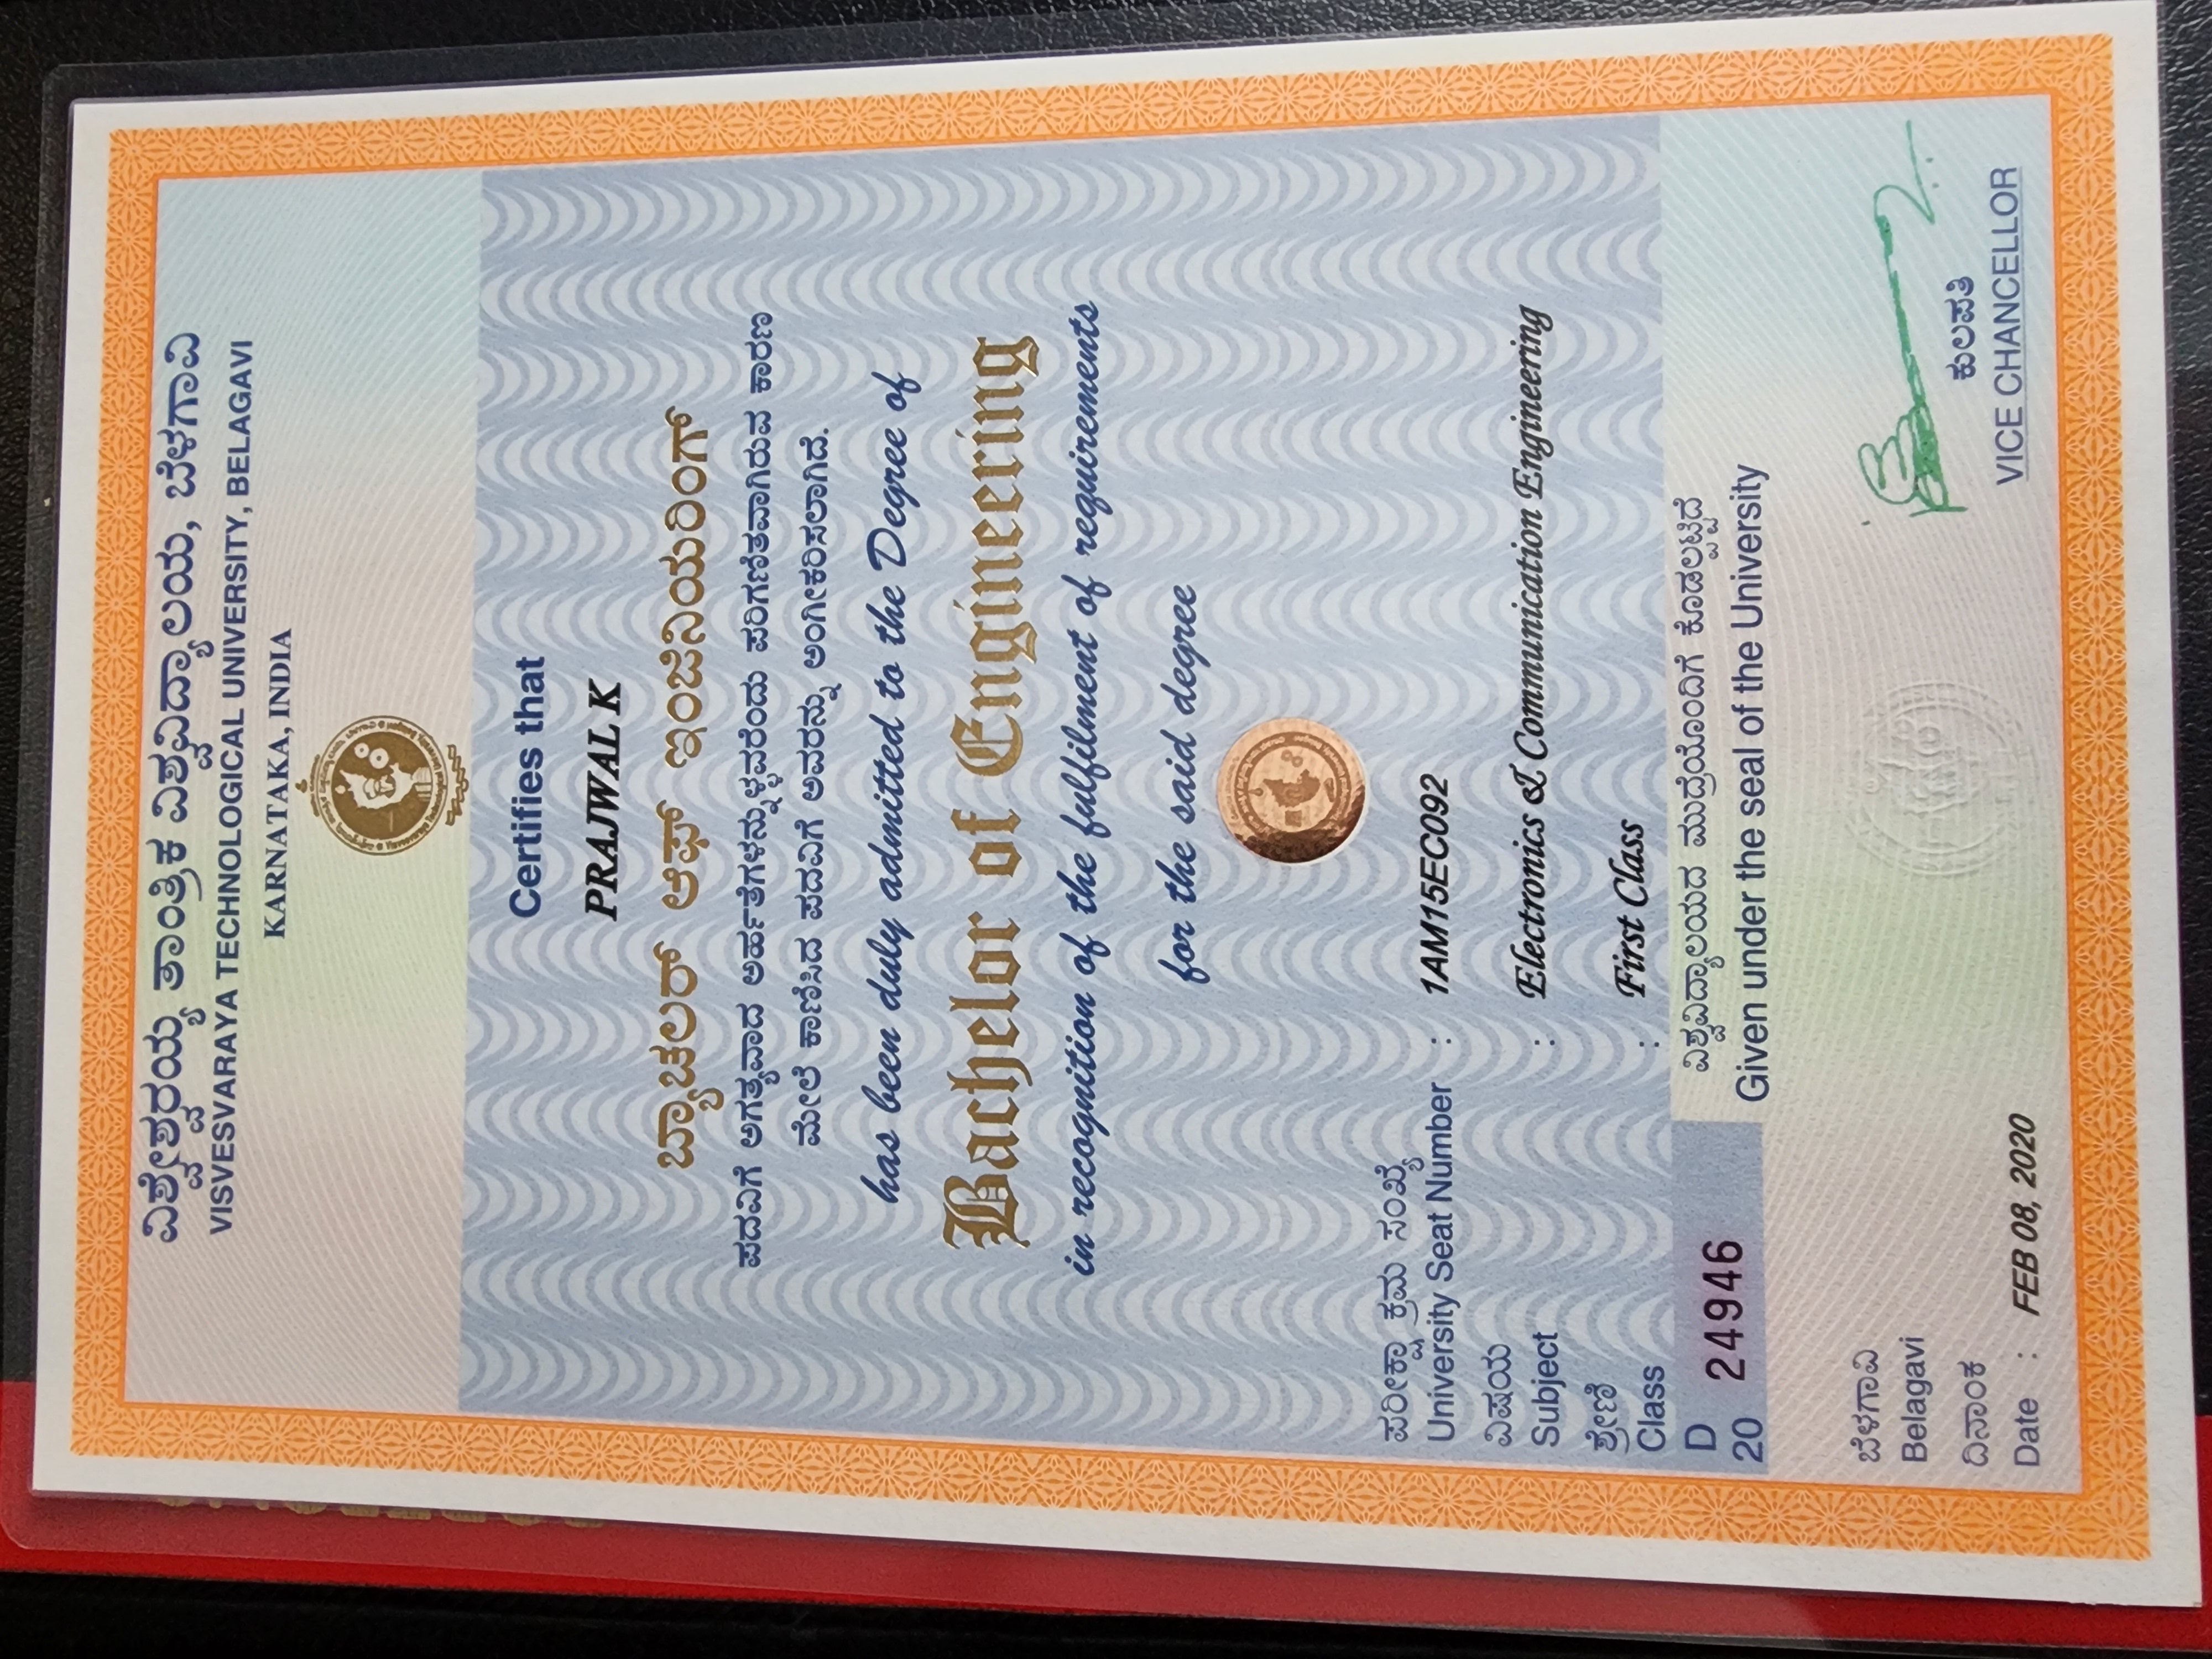 ವಿಶ್ವೇಶ್ವರಯ್ಯ ತಾಂತ್ರಿಕ ವಿಶ್ವವಿದ್ಯಾಲಯ, ಬೆಳಗಾವಿ
VISVESVARAYA TECHNOLOGICAL UNIVERSITY, BELAGAVI
KARNATAKA, INDIA
Certifies that
PRAJWAL K
ಬ್ಯಾಚಲರ್ ಆಫ್ ಇಂಜಿನಿಯರಿಂಗ್
ಪದವಿಗೆ ಅಗತ್ಯವಾದ ಅರ್ಹತೆಗಳನ್ನುಳ್ಳವರೆಂದು ಪರಿಗಣಿತವಾಗಿರುವ ಕಾರಣ
ಮೇಲೆ ಕಾಣಿಸಿದ ಪದವಿಗೆ ಅವರನ್ನು ಅಂಗೀಕರಿಸಲಾಗಿದೆ.
has been duly admitted to the Degree of
Bachelor of Engineering
in recognition of the fulfilment of requirements
for the said degree
ಪರೀಕ್ಷಾ ಕ್ರಮ ಸಂಖ್ಯೆ
University Seat Number : 1AM15EC092
ವಿಷಯ
Subject : Electronics & Communication Engineering
ಶ್ರೇಣಿ
Class : First Class
D
20 24946
ವಿಶ್ವವಿದ್ಯಾಲಯದ ಮುದ್ರೆಯೊಂದಿಗೆ ಕೊಡಲ್ಪಟ್ಟಿದೆ
Given under the seal of the University
ಬೆಳಗಾವಿ
Belagavi
ದಿನಾಂಕ
Date : FEB 08, 2020
ಕುಲಪತಿ
VICE CHANCELLOR